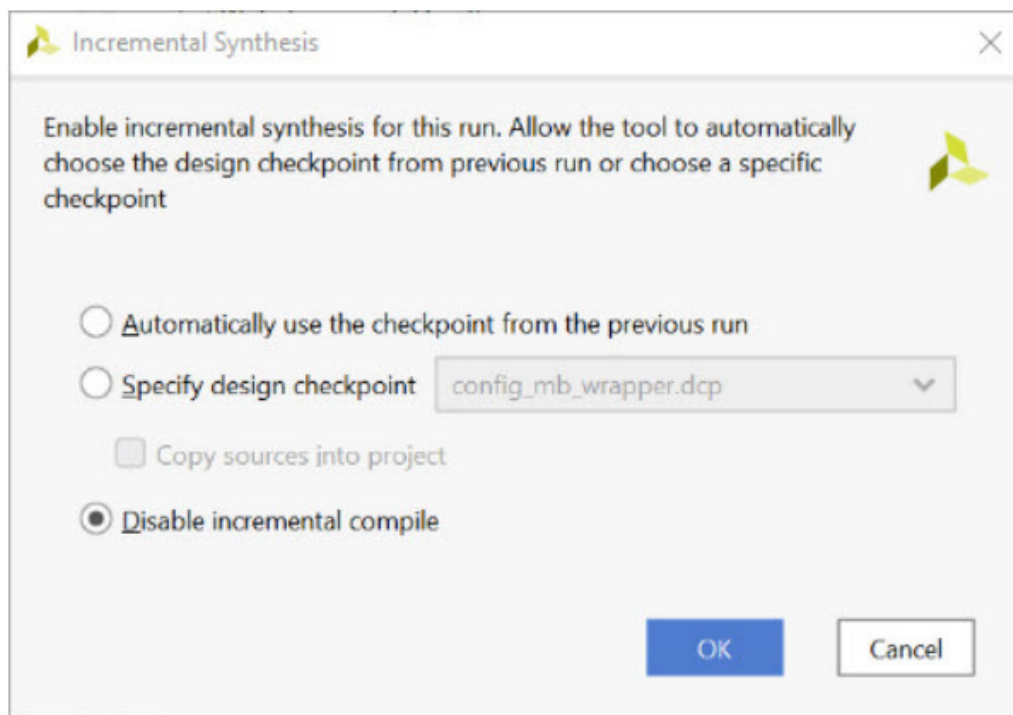 Incremental Synthesis
Enable incremental synthesis for this run. Allow the tool to automatically
choose the design checkpoint from previous run or choose a specific
checkpoint
Automatically use the checkpoint from the previous run
Specify design checkpoint config_mb_wrapper.dcp
Copy sources into project
Disable incremental compile
OK Cancel